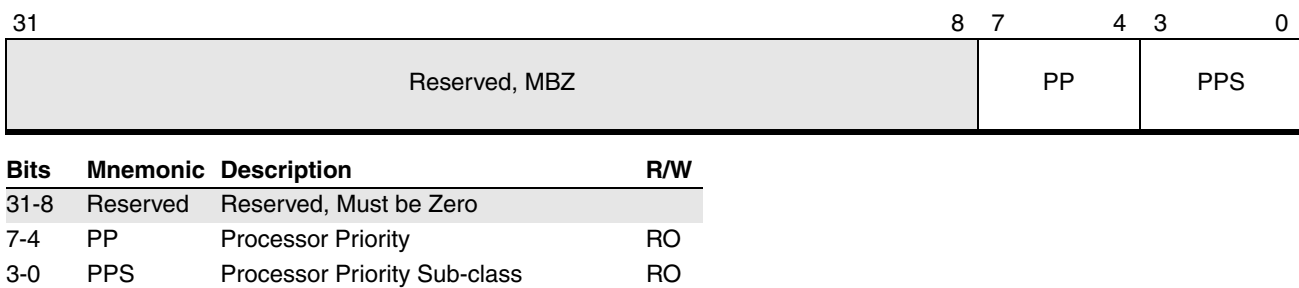 31 8 7 4 3 0
Reserved, MBZ PP PPS
Bits Mnemonic Description R/W
31-8 Reserved Reserved, Must be Zero
7-4 PP Processor Priority RO
3-0 PPS Processor Priority Sub-class RO